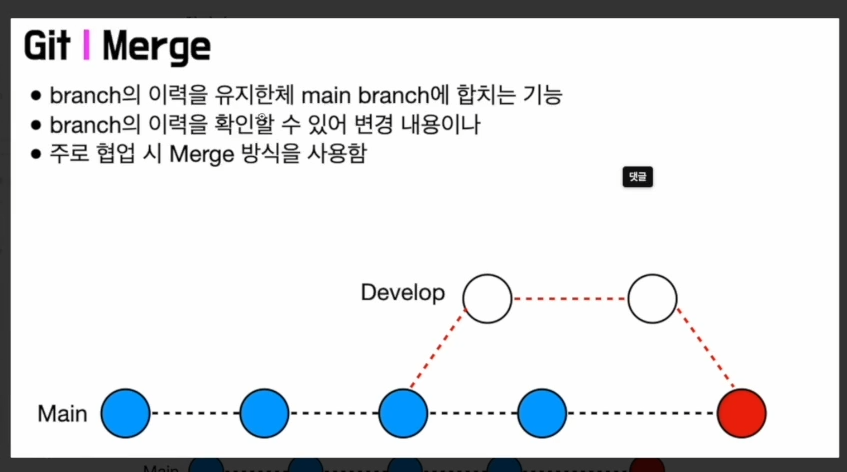 Git | Merge
● branch의 이력을 유지한체 main branch에 합치는 기능
● branch의 이력을 확인할 수 있어 변경 내용이나
● 주로 협업 시 Merge 방식을 사용함
댓글
Develop
Main
Main